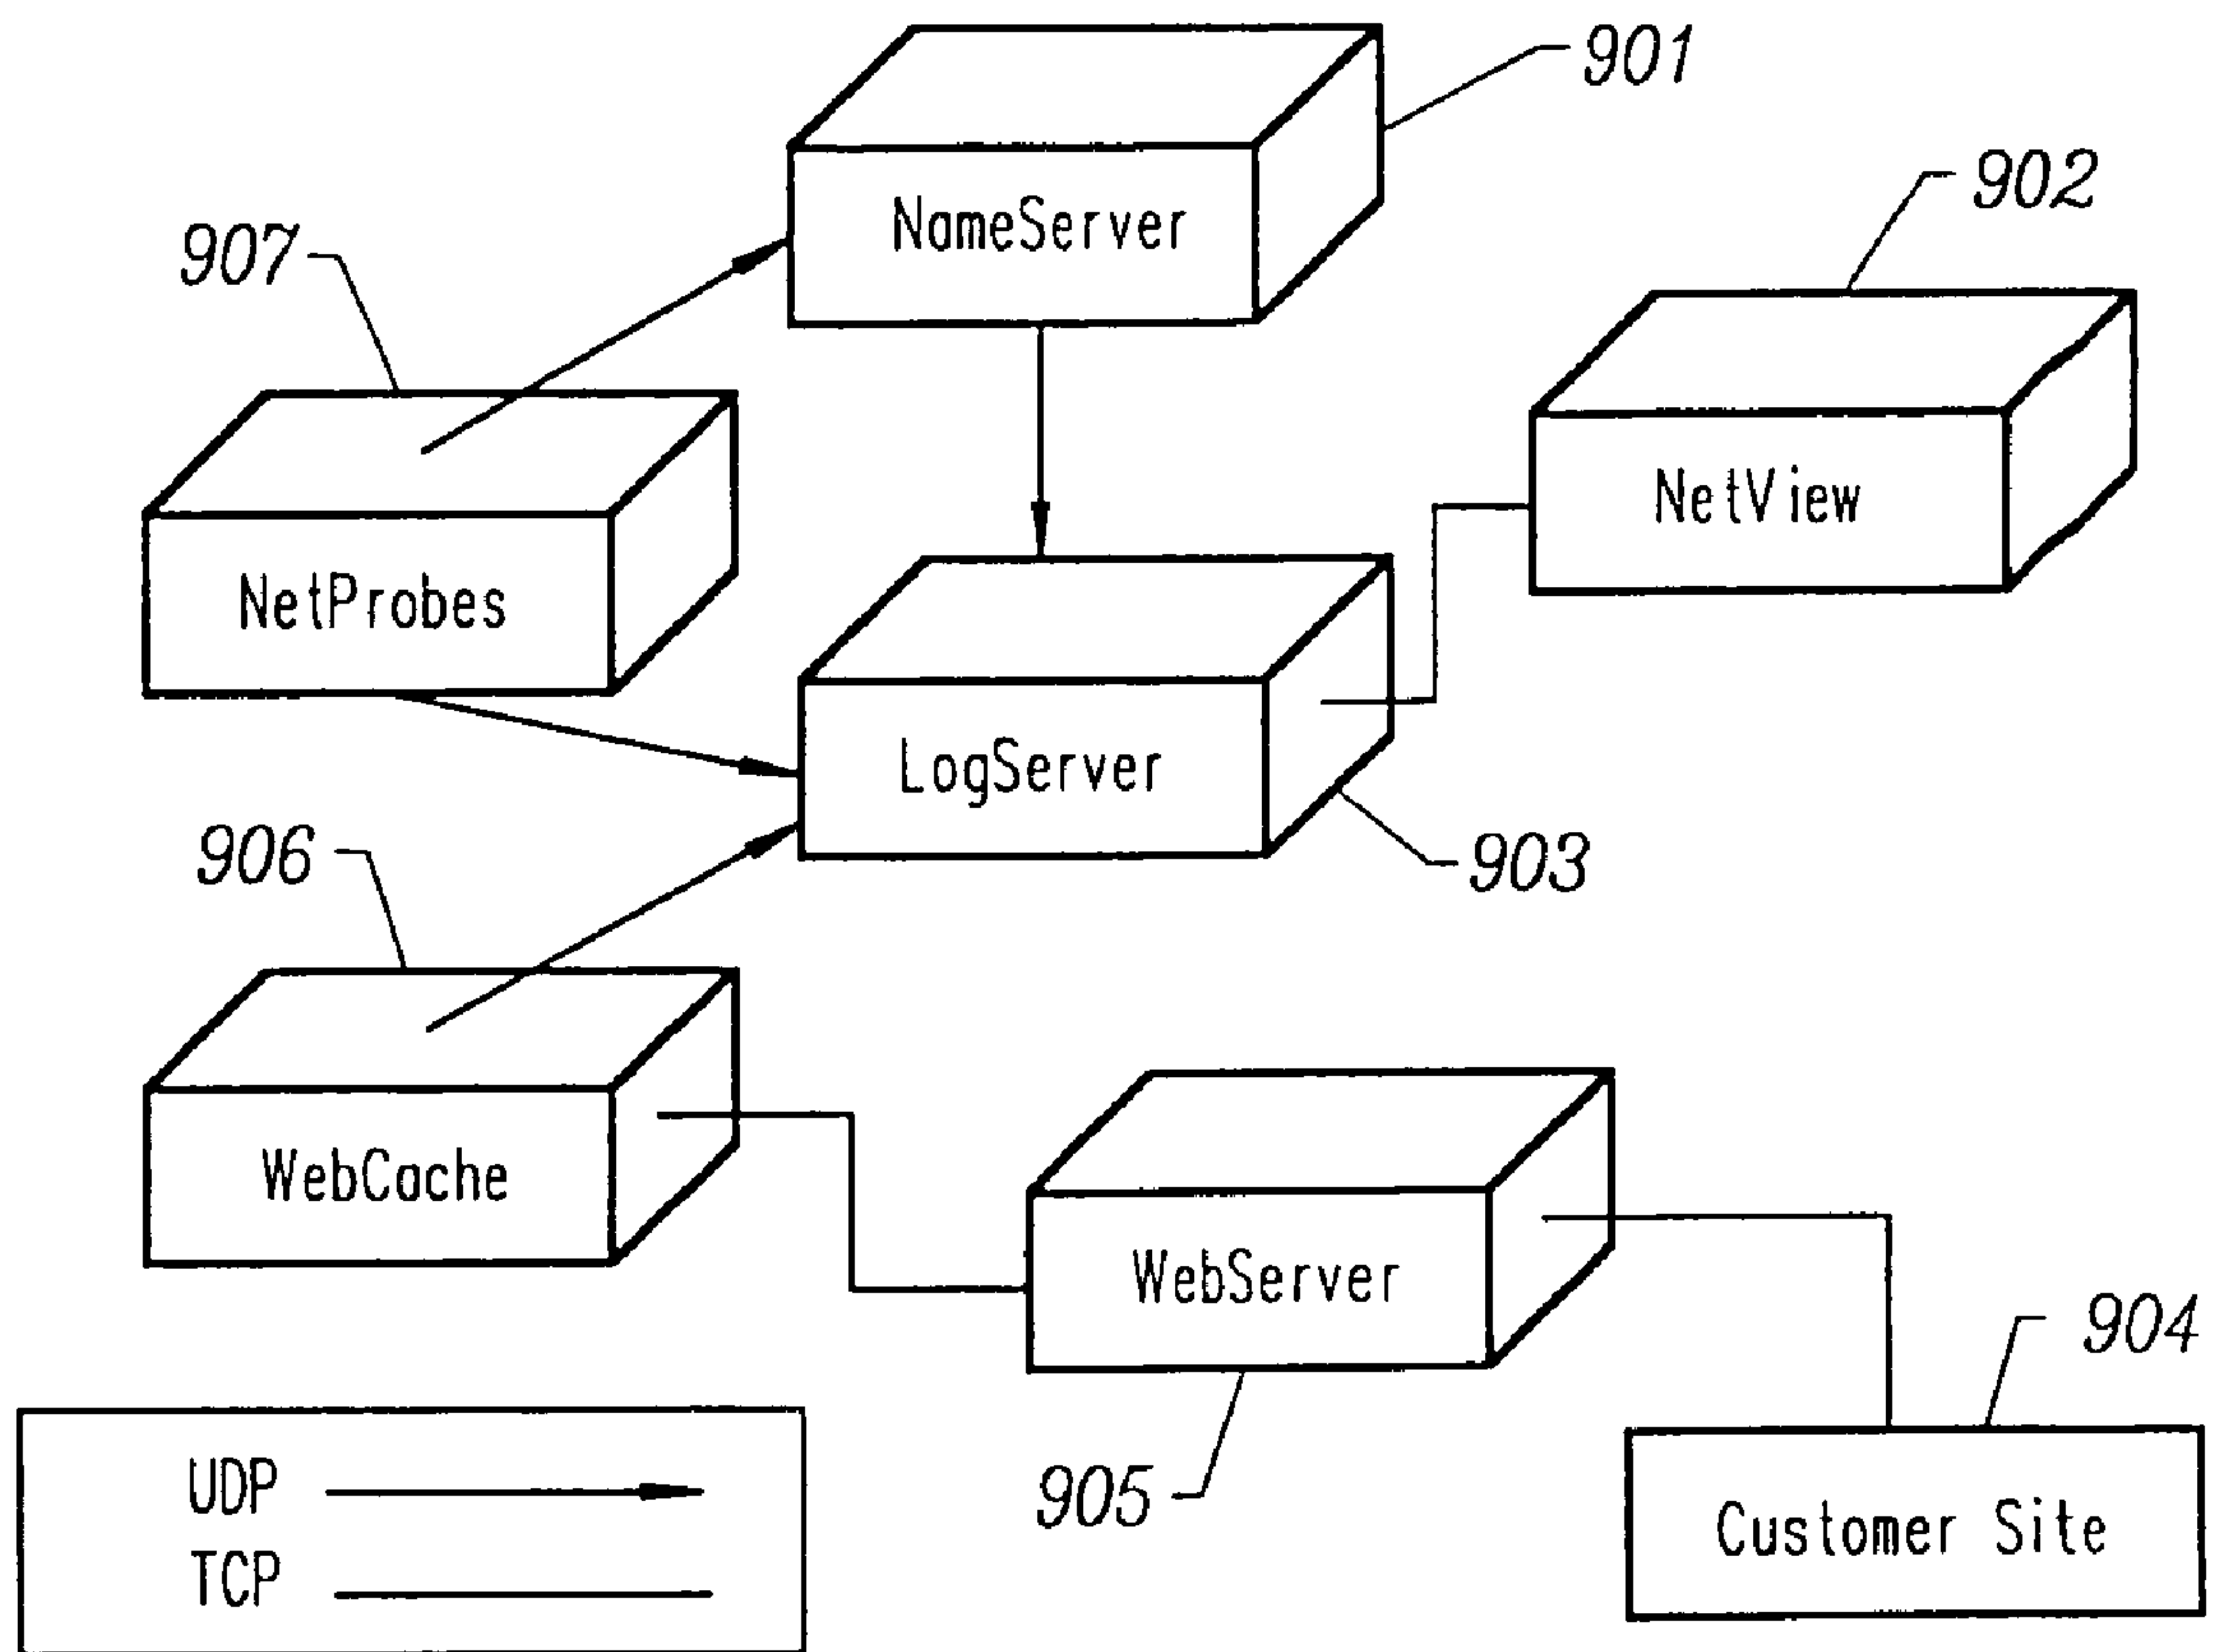 901
NameServer
902
907
NetView
NetProbes
LogServer
906
903
WebCache
WebServer
904
905
UDP
TCP
Customer Site